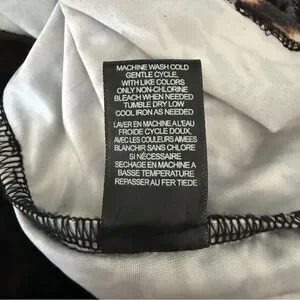 MACHINE WASH COLD
GENTLE CYCLE,
WITH LIKE COLORS
ONLY NON-CHLORINE
BLEACH WHEN NEEDED
TUMBLE DRY LOW
COOL IRON AS NEEDED
LAVER EN MACHINE A L'EAU
FROIDE CYCLE DOUX,
AVEC LES COULEURS AIMEES
BLANCHIR SANS CHLORE
SI NÉCESSAIRE
SECHAGE EN MACHINE A
BASSE TEMPERATURE
REPASSER AU FER TIEDE